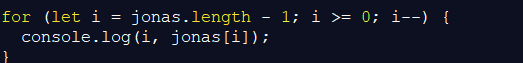 for (let i = jonas.length - 1; i >= 0; i--) {
  console.log(i, jonas[i]);
}